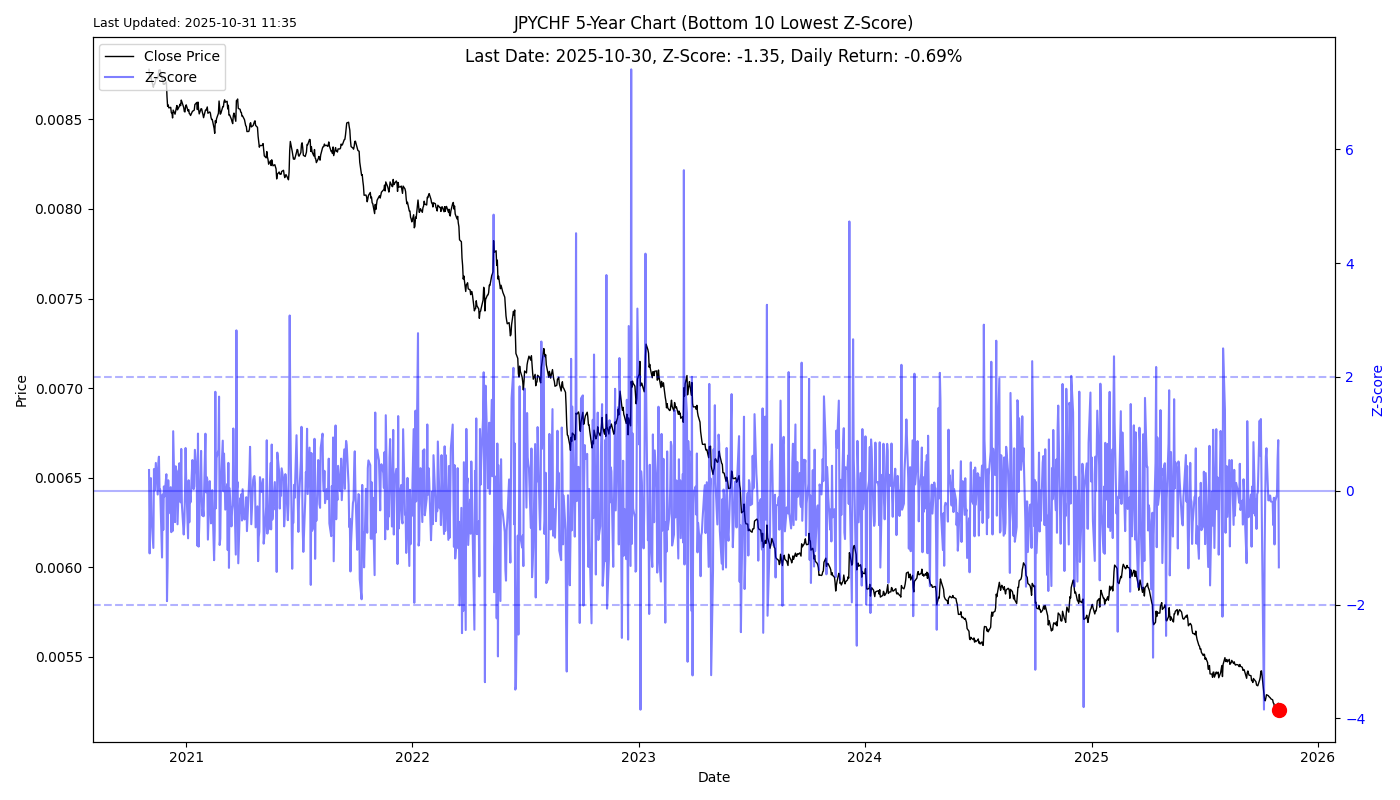 Last Updated: 2025-10-31 11:35
JPYCHF 5-Year Chart (Bottom 10 Lowest Z-Score)
Last Date: 2025-10-30, Z-Score: -1.35, Daily Return: -0.69%
Close Price
Z-Score
Price
0.0085
0.0080
0.0075
0.0070
0.0065
0.0060
0.0055
6
4
2
0
−2
−4
Z-Score
2021
2022
2023
2024
2025
2026
Date